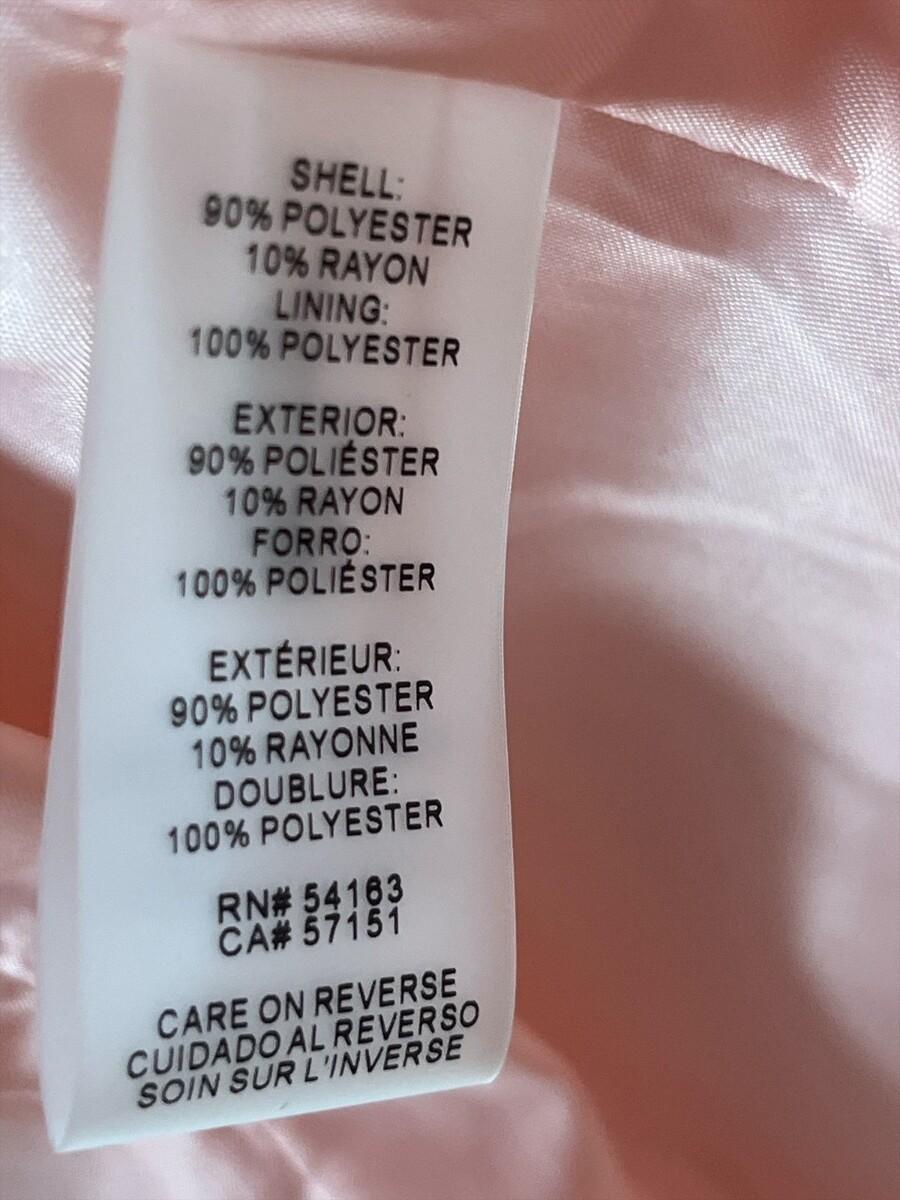 SHELL:
90% POLYESTER
10% RAYON
LINING:
100% POLYESTER
EXTERIOR:
90% POLIÉSTER
10% RAYON
FORRO:
100% POLIÉSTER
EXTÉRIEUR:
90% POLYESTER
10% RAYONNE
DOUBLURE:
100% POLYESTER
RN# 54163
CA# 57151
CARE ON REVERSE
CUIDADO AL REVERSO
SOIN SUR L'INVERSE